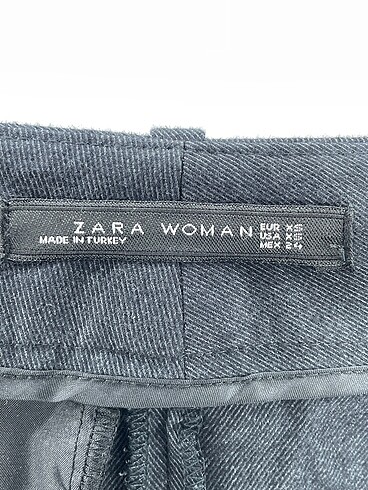 ZARA WOMAN
MADE IN TURKEY
EUR XS
USA XS
MEX 24